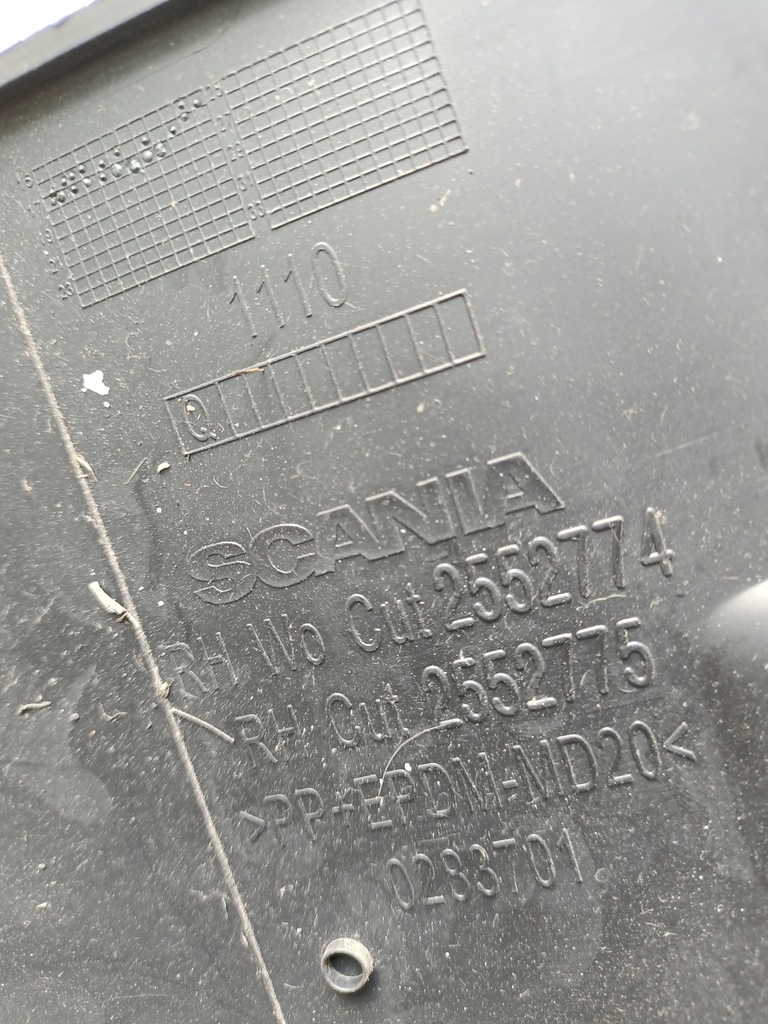 1110
Q
SCANIA
RH Wo Cut 2552774
RH Cut 2552775
>PP+EPDM-MD20<
0283701